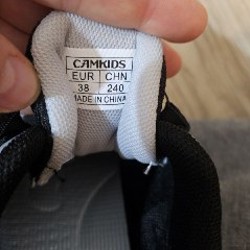 CAMKIDS
EUR CHN
38 240
MADE IN CHINA